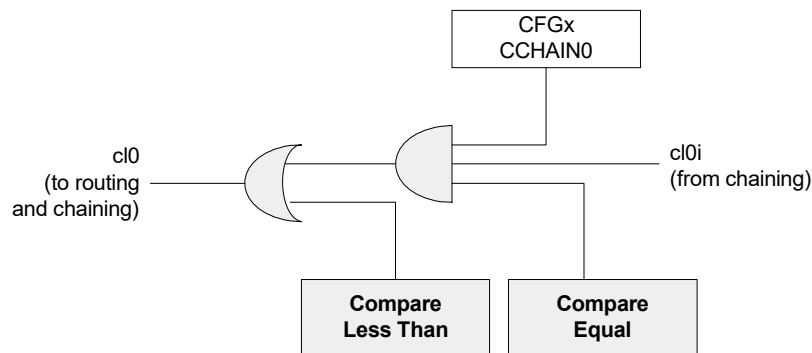 CFGx
CCHAIN0
cl0
(to routing
and chaining)
cl0i
(from chaining)
Compare
Less Than
Compare
Equal